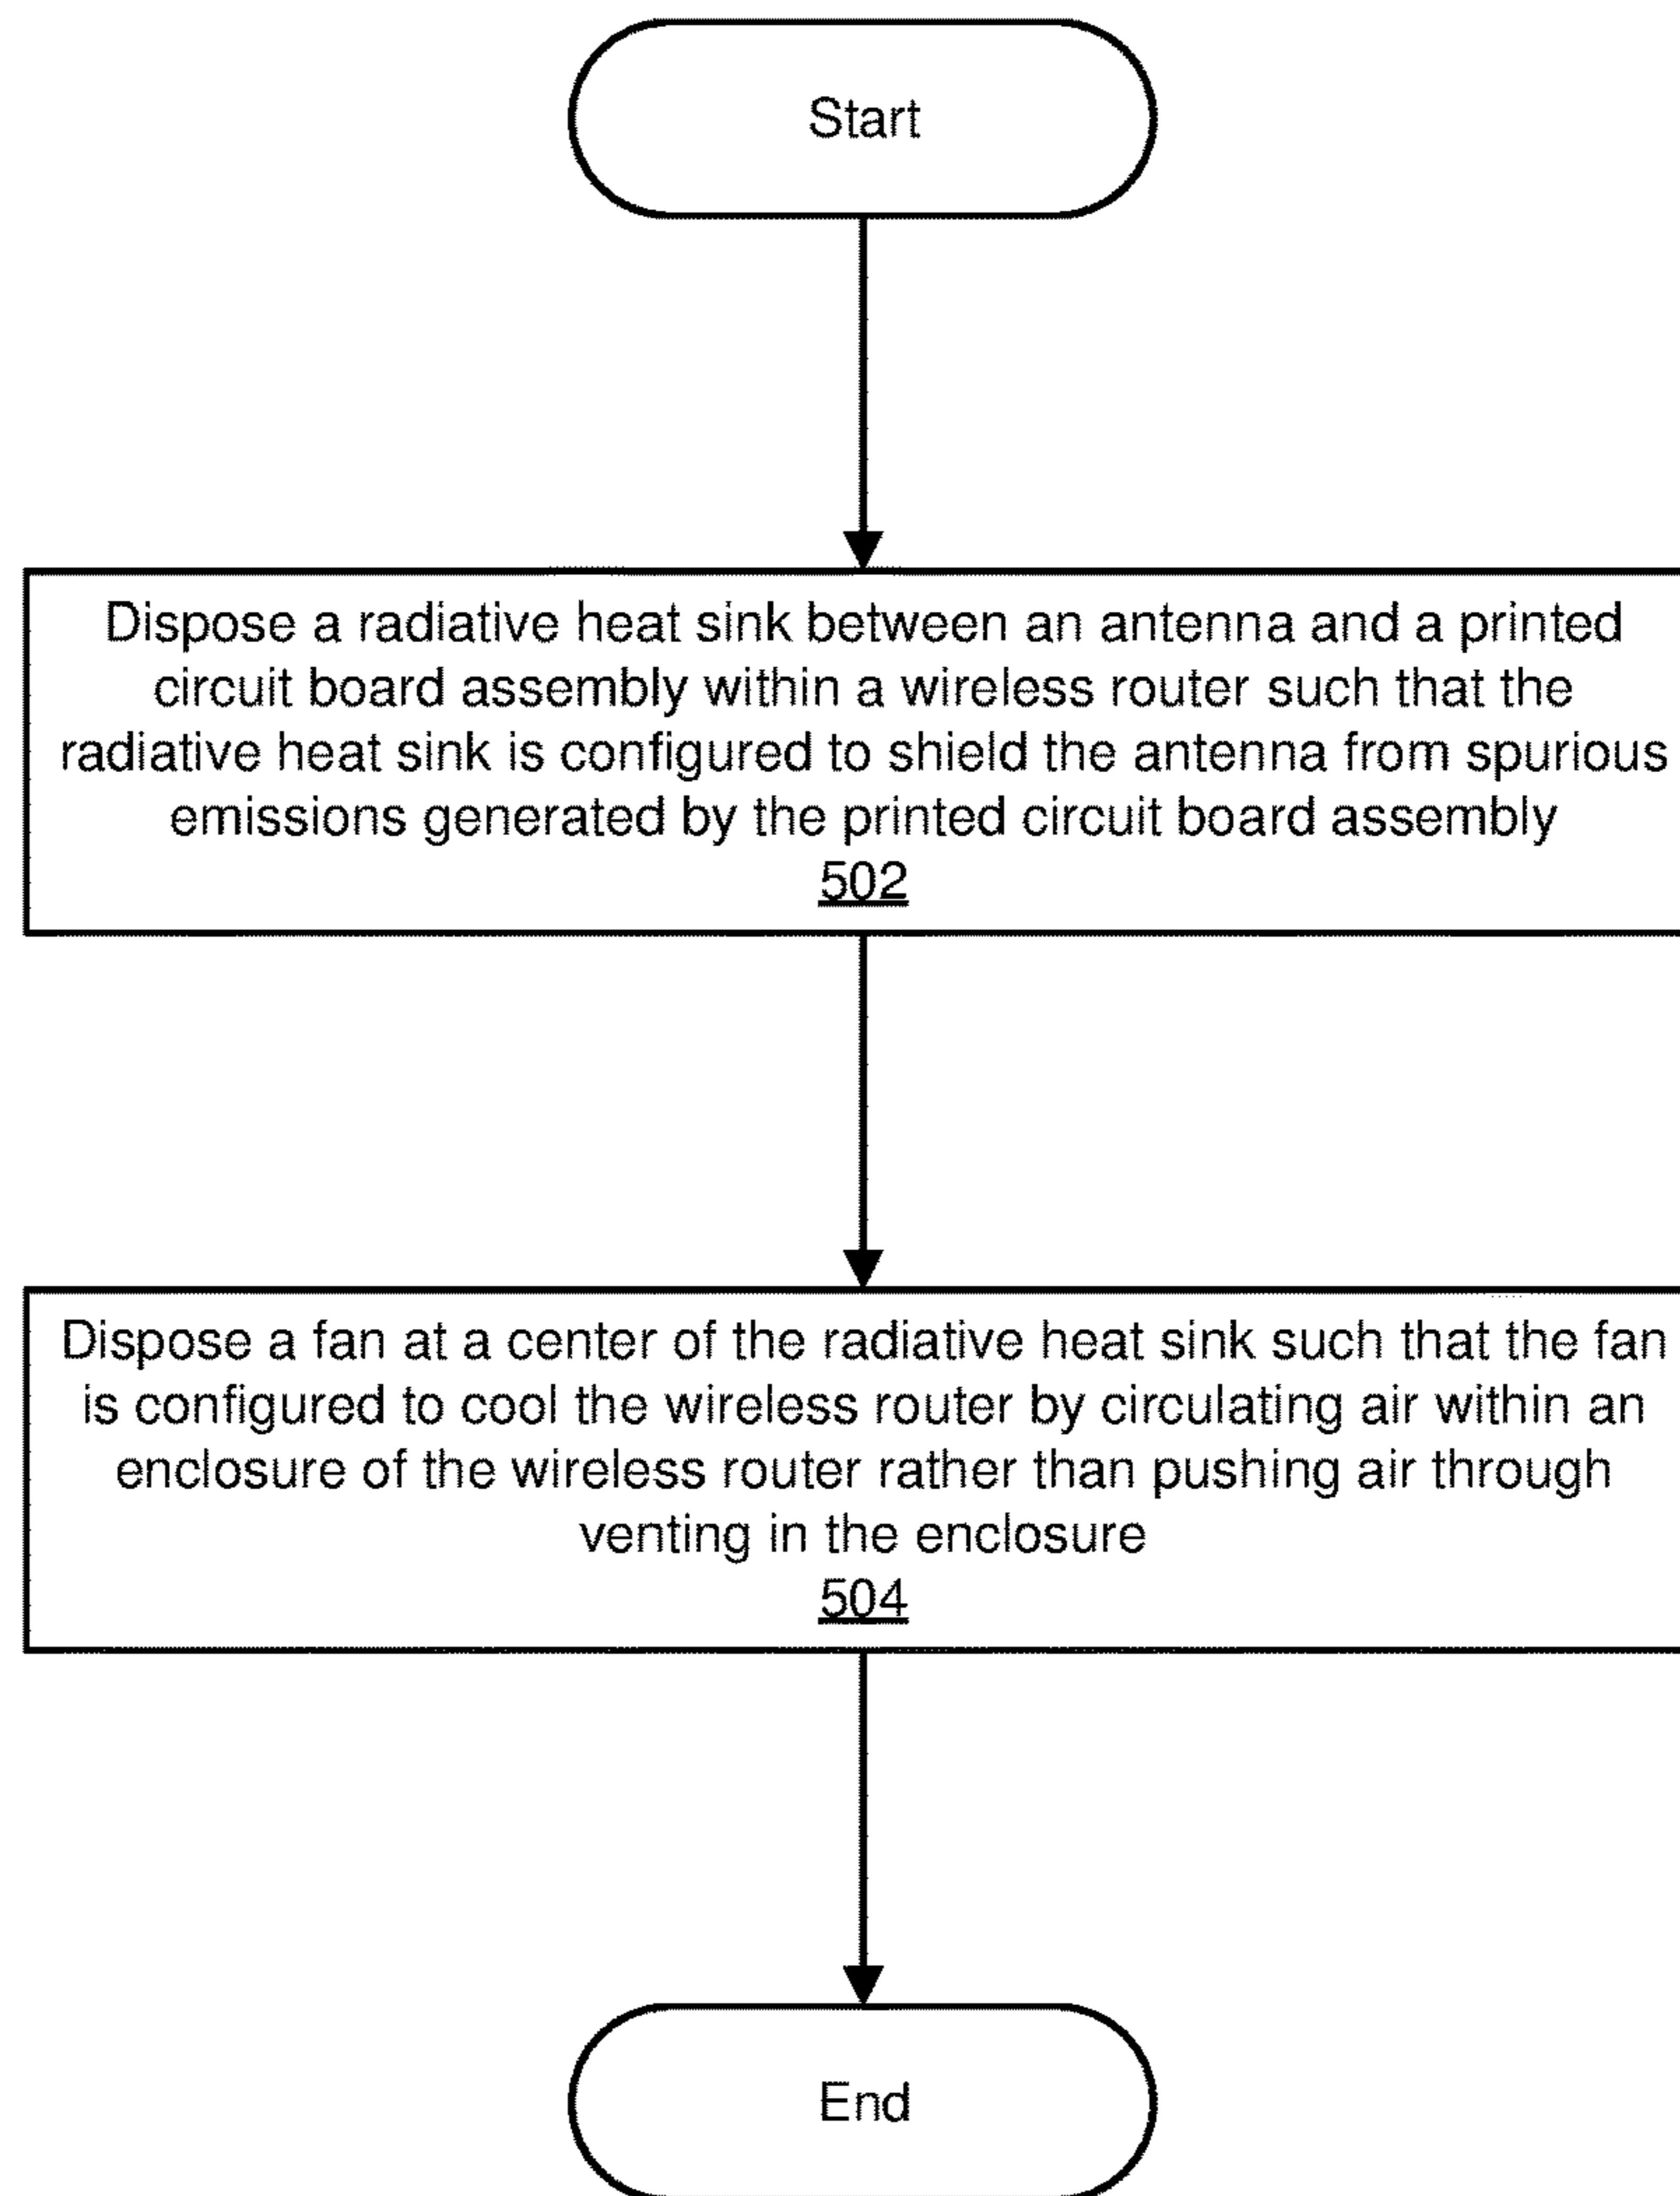 Start
Dispose a radiative heat sink between an antenna and a printed
circuit board assembly within a wireless router such that the
radiative heat sink is configured to shield the antenna from spurious
emissions generated by the printed circuit board assembly
502
Dispose a fan at a center of the radiative heat sink such that the fan
is configured to cool the wireless router by circulating air within an
enclosure of the wireless router rather than pushing air through
venting in the enclosure
504
End